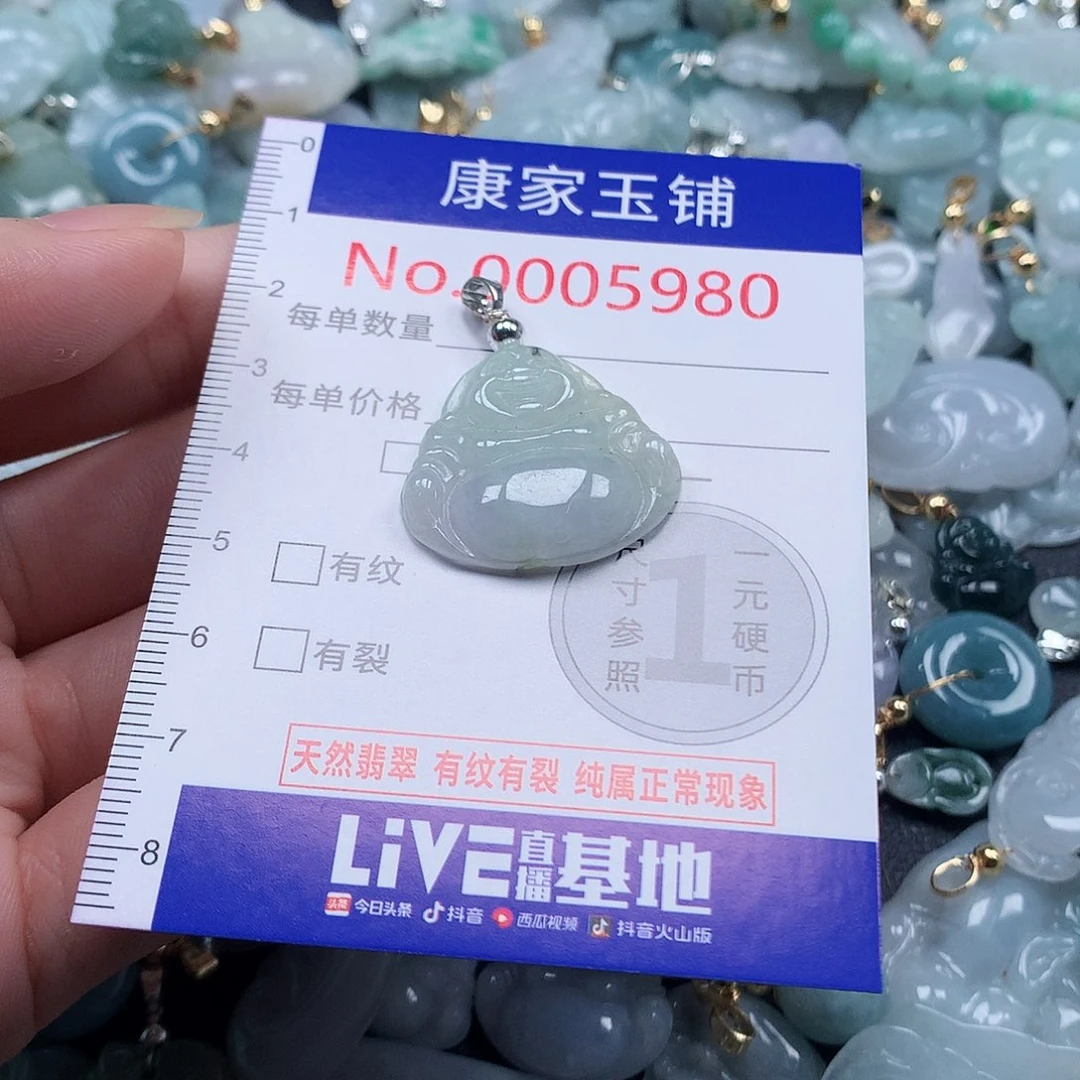 康家玉铺
No.0005980
0
1
2
3
4
5
6
7
8
每单数量
每单价格
有纹
有裂
寸参照
一元硬币
1
天然翡翠 有纹有裂 纯属正常现象
LiVE直播基地
头条 今日头条 抖音 西瓜视频 抖音火山版